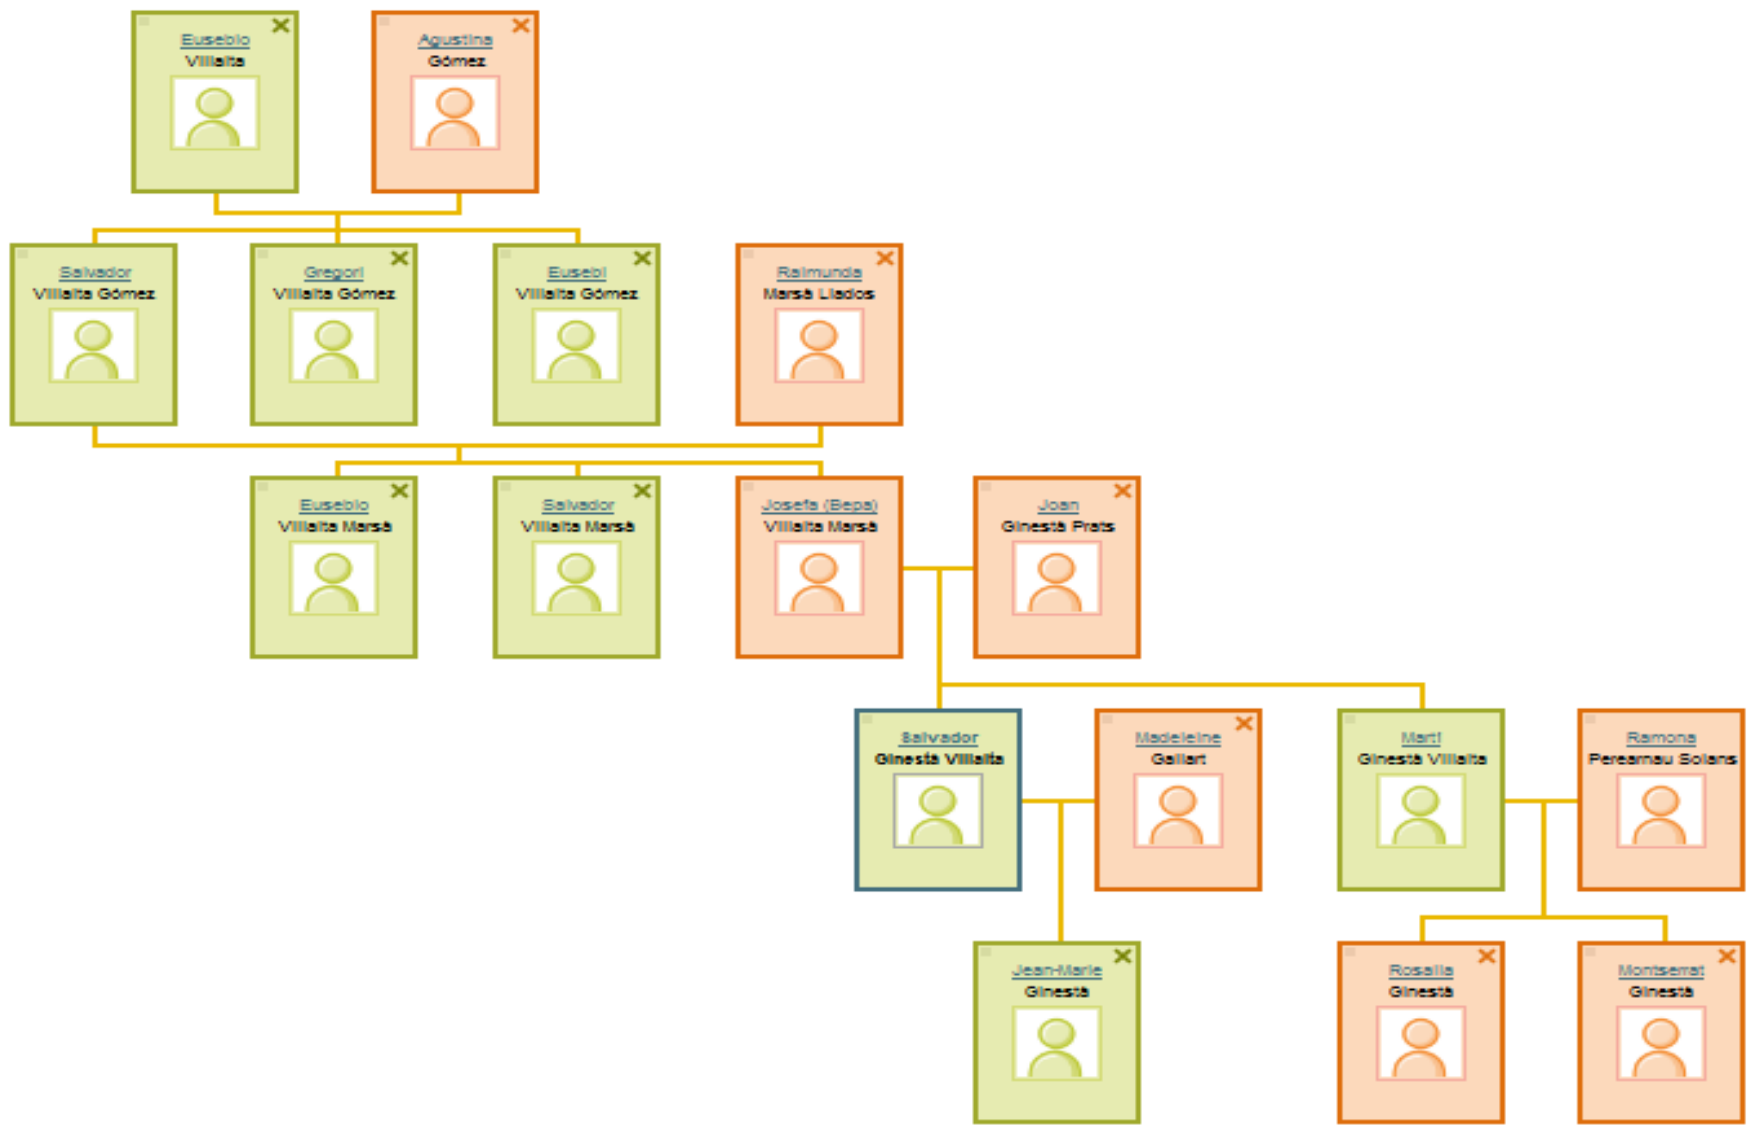 Eusebio
Villalta
Agustina
Gómez
Salvador
Villalta Gómez
Gregori
Villalta Gómez
Eusebi
Villalta Gómez
Raimunda
Marsà Llados
Eusebio
Villalta Marsà
Salvador
Villalta Marsà
Josefa (Bepa)
Villalta Marsà
Joan
Ginestà Prats
Salvador
Ginestà Villalta
Madeleine
Gallart
Martí
Ginestà Villalta
Ramona
Perearnau Solans
Jean-Marie
Ginestà
Rosalia
Ginestà
Montserrat
Ginestà